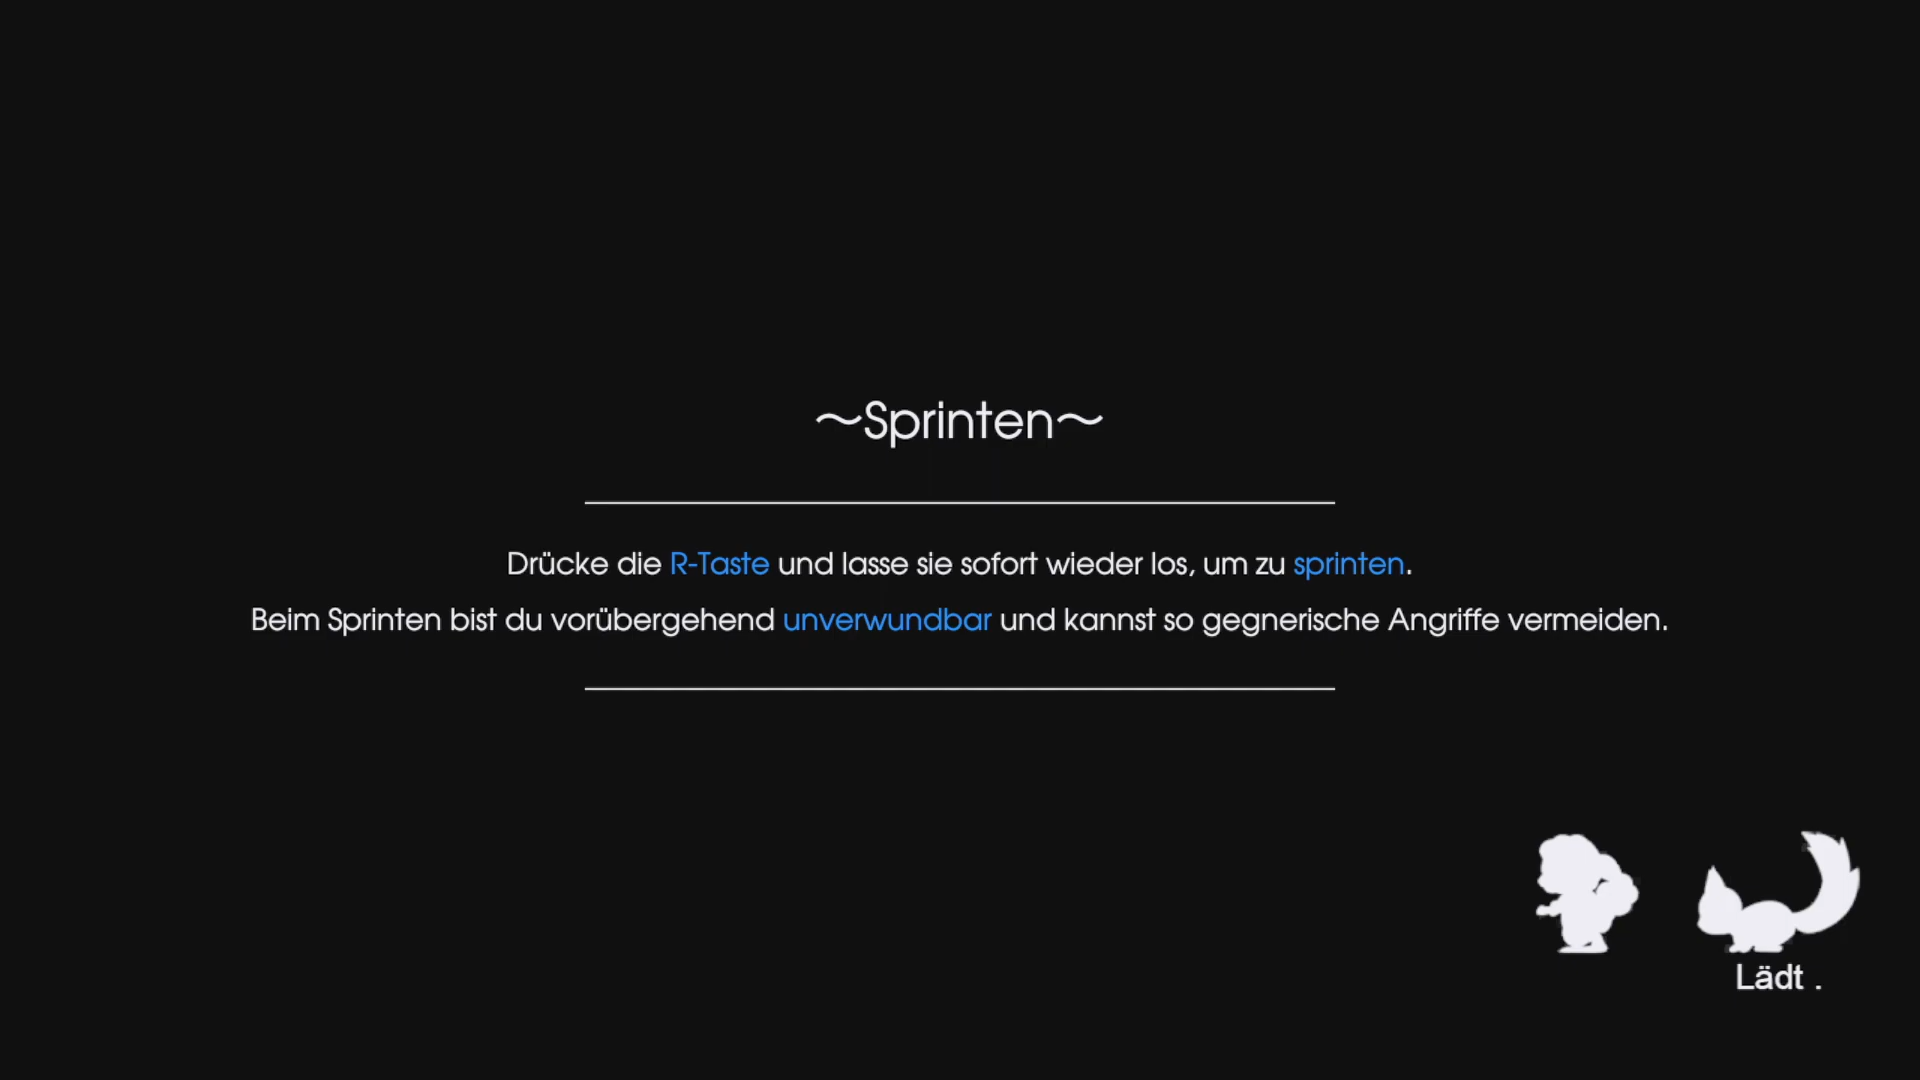 ～Sprinten～
Drücke die R-Taste und lasse sie sofort wieder los, um zu sprinten.
Beim Sprinten bist du vorübergehend unverwundbar und kannst so gegnerische Angriffe vermeiden.
Lädt .